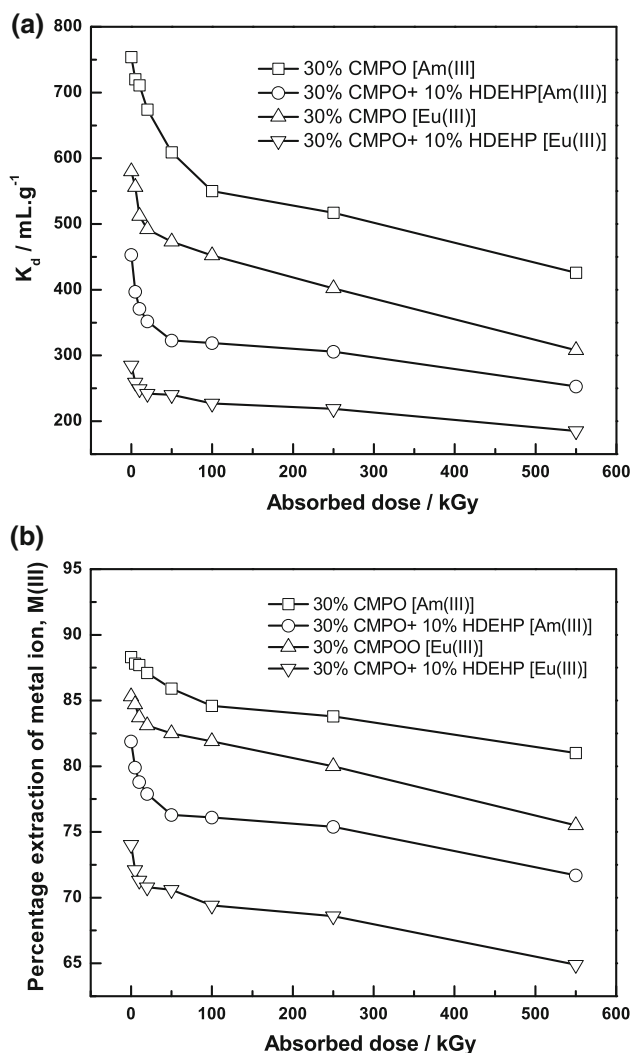 (a)
800
700
600
500
400
300
200
K_d / mL.g^-1
30% CMPO [Am(III]
30% CMPO+ 10% HDEHP[Am(III)]
30% CMPO [Eu(III)]
30% CMPO+ 10% HDEHP [Eu(III)]
0 100 200 300 400 500 600
Absorbed dose / kGy
(b)
95
90
85
80
75
70
65
Percentage extraction of metal ion, M(III)
30% CMPO [Am(III)]
30% CMPO+ 10% HDEHP [Am(III)]
30% CMPOO [Eu(III)]
30% CMPO+ 10% HDEHP [Eu(III)]
0 100 200 300 400 500 600
Absorbed dose / kGy